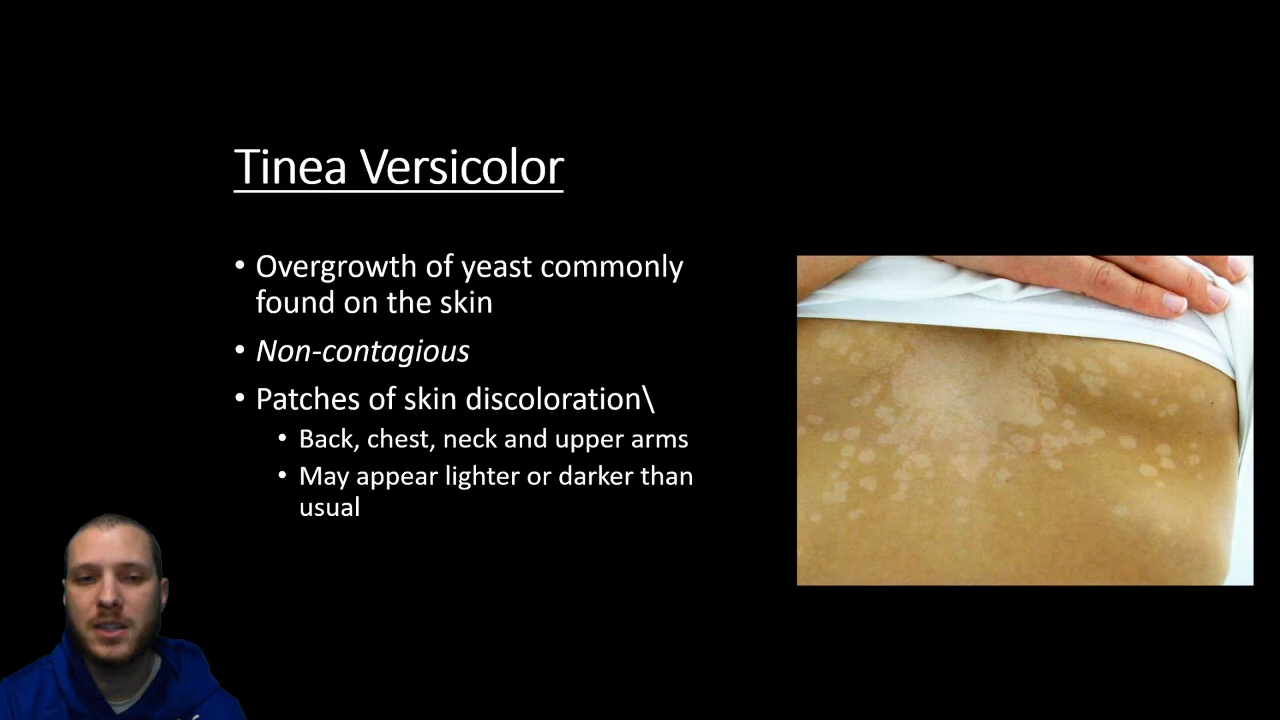 Tinea Versicolor
• Overgrowth of yeast commonly
found on the skin
• Non-contagious
• Patches of skin discoloration\
• Back, chest, neck and upper arms
• May appear lighter or darker than
usual